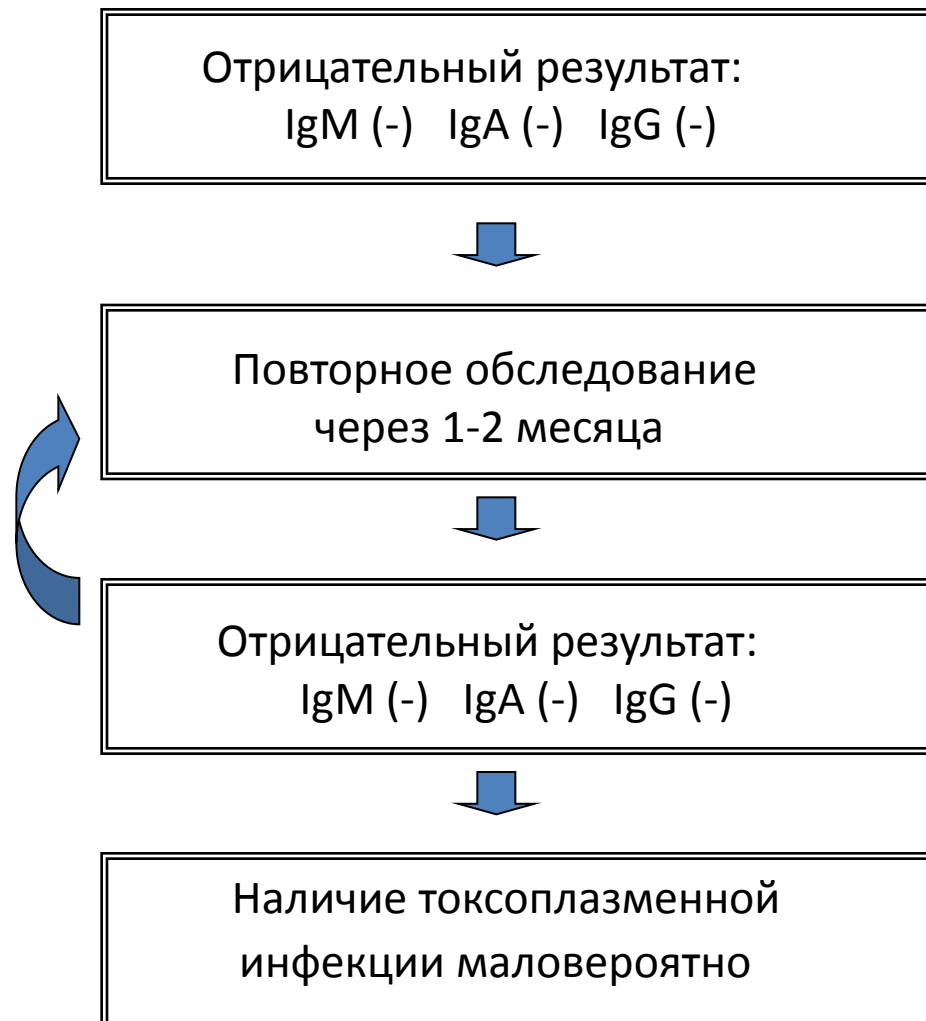 Отрицательный результат:
IgM (-) IgA (-) IgG (-)
Повторное обследование
через 1-2 месяца
Отрицательный результат:
IgM (-) IgA (-) IgG (-)
Наличие токсоплазменной
инфекции маловероятно